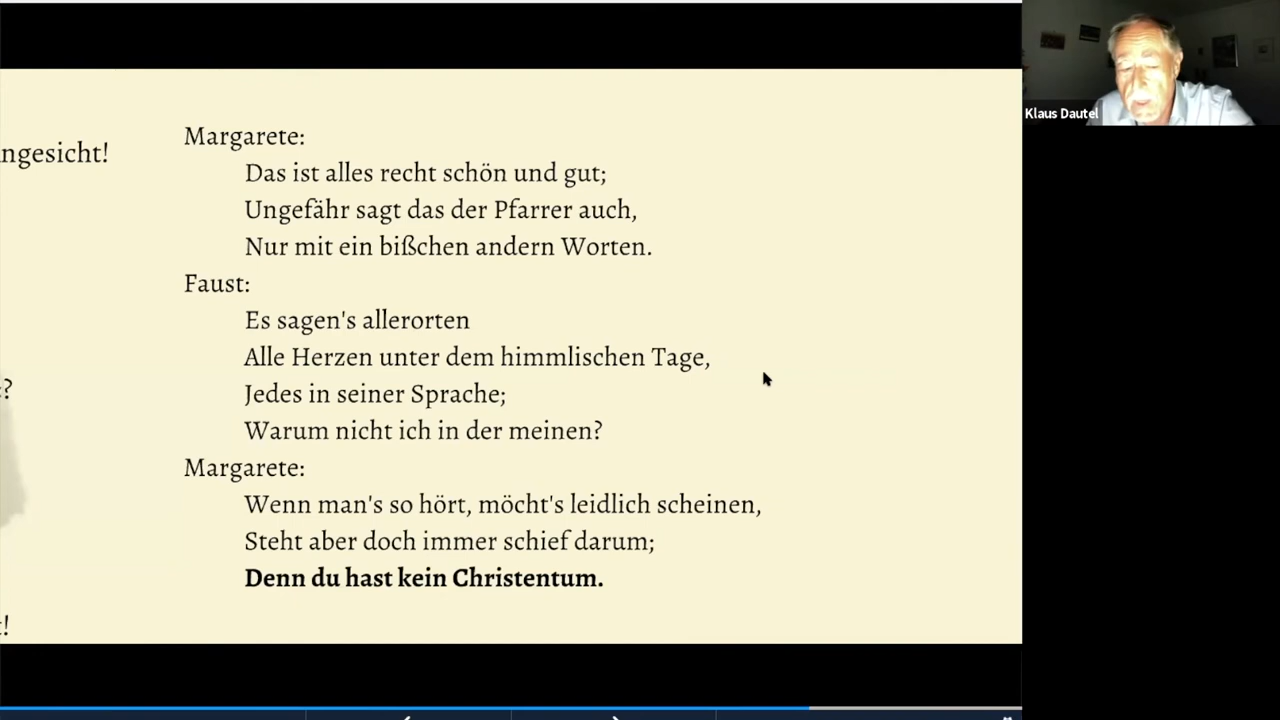 ngesicht!
?
!
Margarete:
Das ist alles recht schön und gut;
Ungefähr sagt das der Pfarrer auch,
Nur mit ein bißchen andern Worten.
Faust:
Es sagen's allerorten
Alle Herzen unter dem himmlischen Tage,
Jedes in seiner Sprache;
Warum nicht ich in der meinen?
Margarete:
Wenn man's so hört, möcht's leidlich scheinen,
Steht aber doch immer schief darum;
Denn du hast kein Christentum.
Klaus Dautel